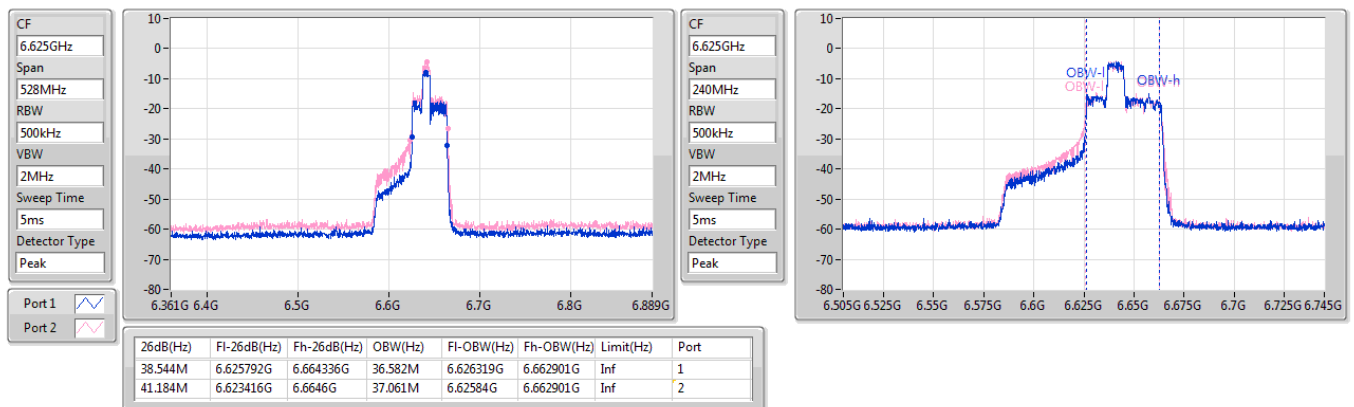 CF
6.625GHz
Span
528MHz
RBW
500kHz
VBW
2MHz
Sweep Time
5ms
Detector Type
Peak
Port 1
Port 2
10
0
-10
-20
-30
-40
-50
-60
-70
-80
6.361G 6.4G 6.5G 6.6G 6.7G 6.8G 6.889G
CF
6.625GHz
Span
240MHz
RBW
500kHz
VBW
2MHz
Sweep Time
5ms
Detector Type
Peak
10
0
-10
-20
-30
-40
-50
-60
-70
-80
OBW-l
OBW-l
OBW-h
6.505G 6.525G 6.55G 6.575G 6.6G 6.625G 6.65G 6.675G 6.7G 6.725G 6.745G
26dB(Hz) Fl-26dB(Hz) Fh-26dB(Hz) OBW(Hz) Fl-OBW(Hz) Fh-OBW(Hz) Limit(Hz) Port
38.544M 6.625792G 6.664336G 36.582M 6.626319G 6.662901G Inf 1
41.184M 6.623416G 6.6646G 37.061M 6.62584G 6.662901G Inf 2